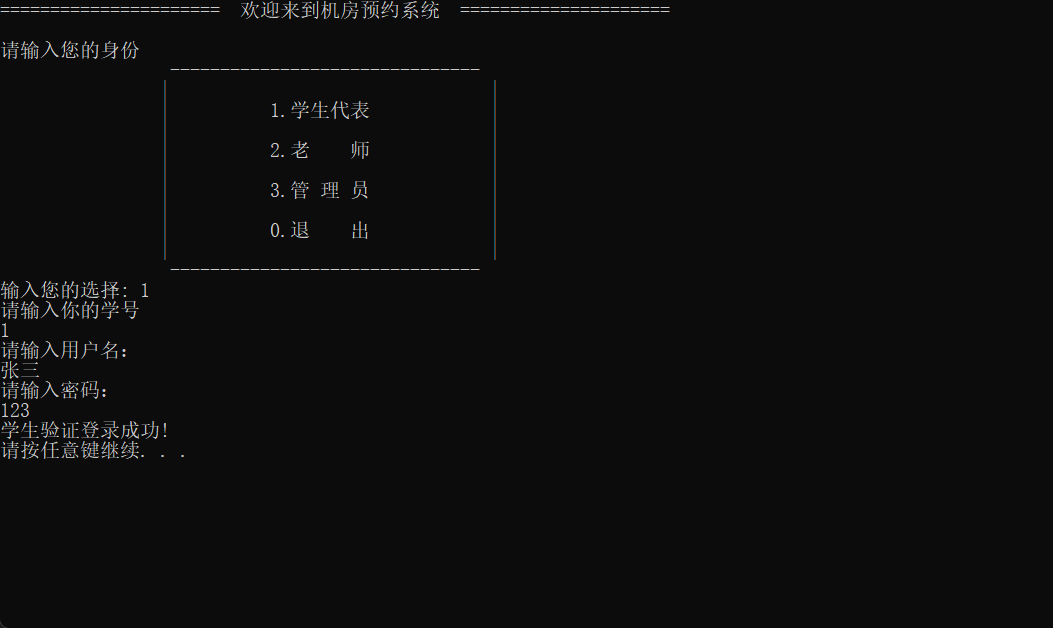 ======================  欢迎来到机房预约系统  =====================
请输入您的身份
-------------------------------
|                                |
1.学生代表
2.老    师
3.管 理 员
0.退    出
-------------------------------
输入您的选择: 1
请输入你的学号
1
请输入用户名:
张三
请输入密码:
123
学生验证登录成功!
请按任意键继续. . .